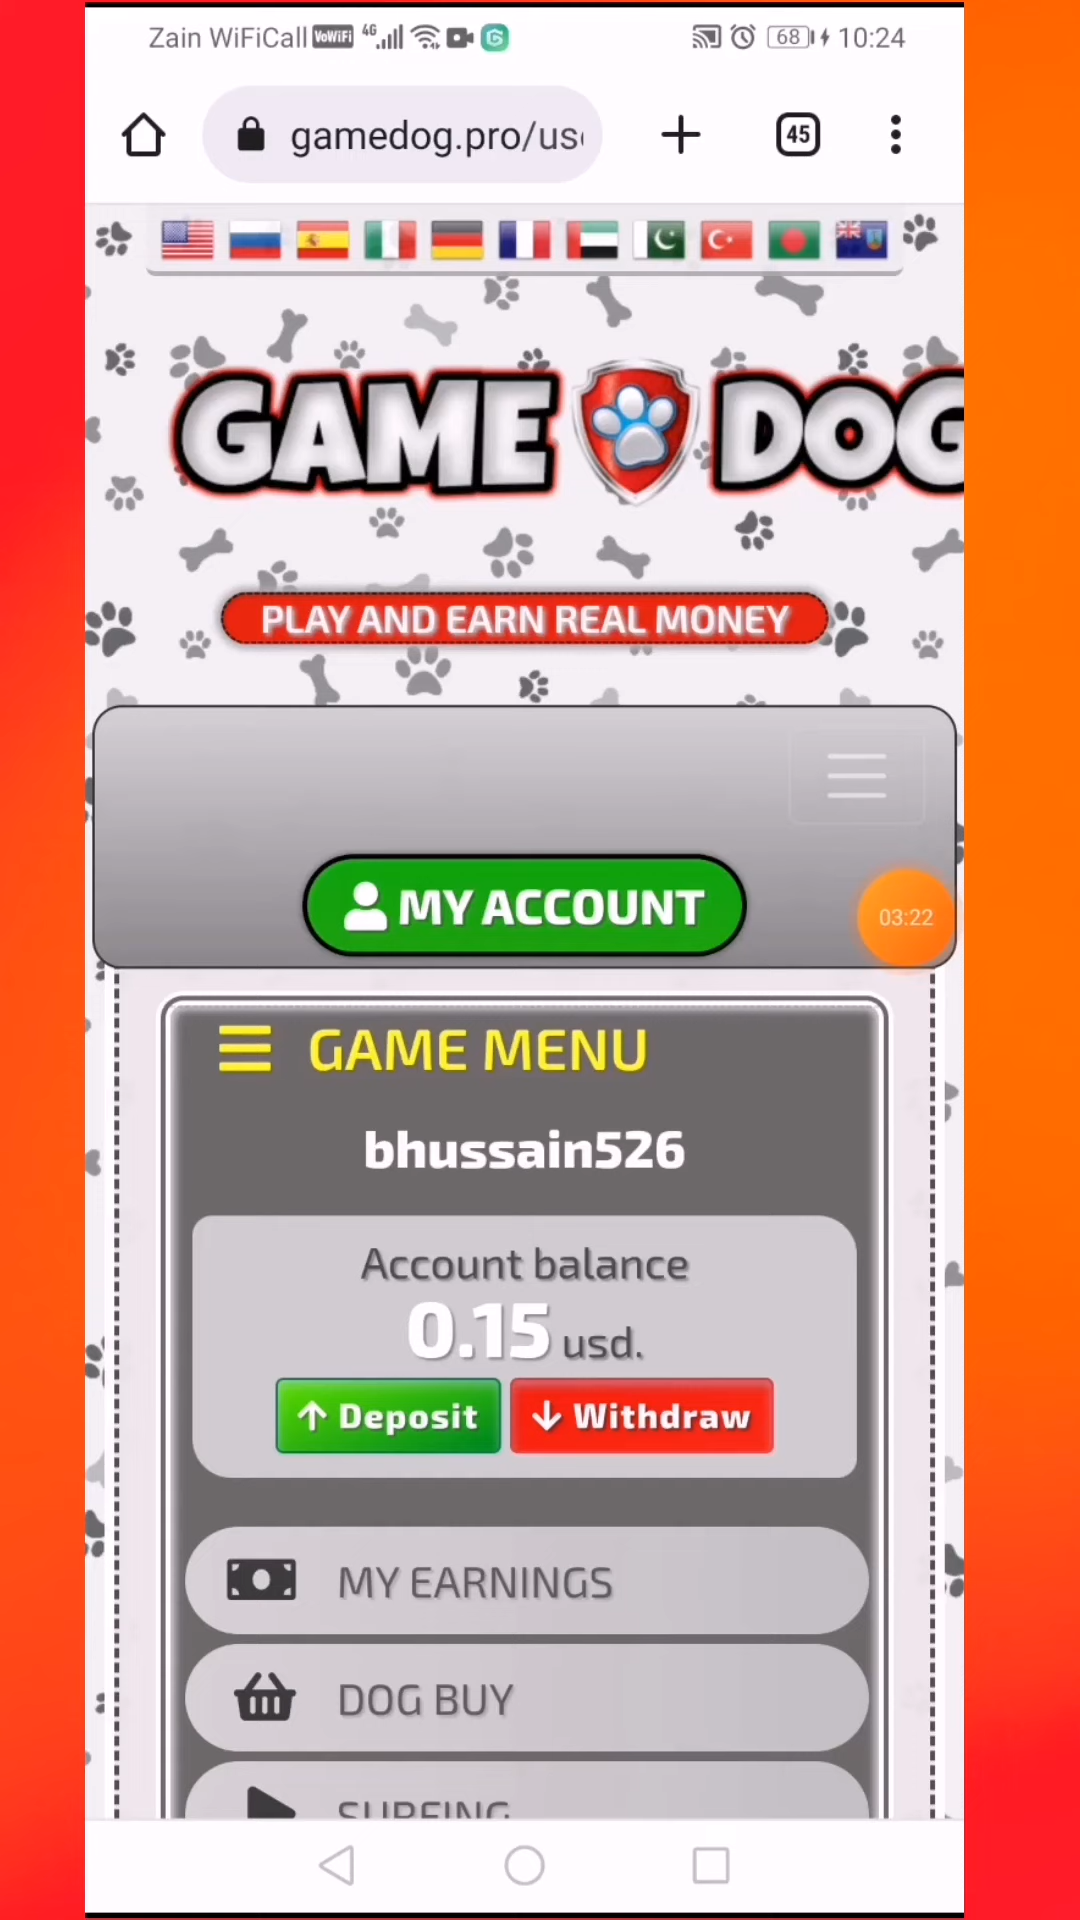 Zain WiFiCall VoWiFi 4G 68 10:24
gamedog.pro/us
45
GAME DOG
PLAY AND EARN REAL MONEY
MY ACCOUNT
03:22
GAME MENU
bhussain526
Account balance
0.15 usd.
Deposit Withdraw
MY EARNINGS
DOG BUY
SURFING